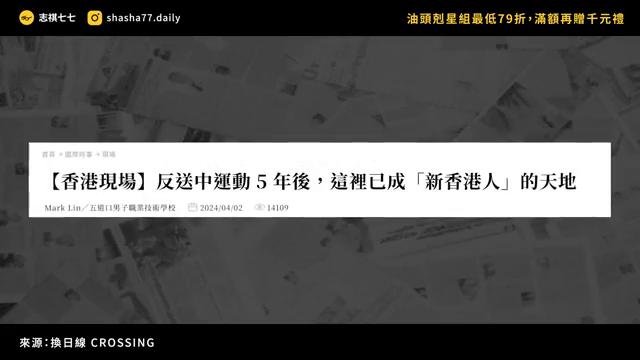 志祺七七 shasha77.daily
油頭剋星組最低79折，滿額再贈千元禮
首頁 → 國際時事 → 現場
【香港現場】反送中運動 5 年後，這裡已成「新香港人」的天地
Mark Lin／五道口男子職業技術學校 2024/04/02 14109
來源：換日線 CROSSING